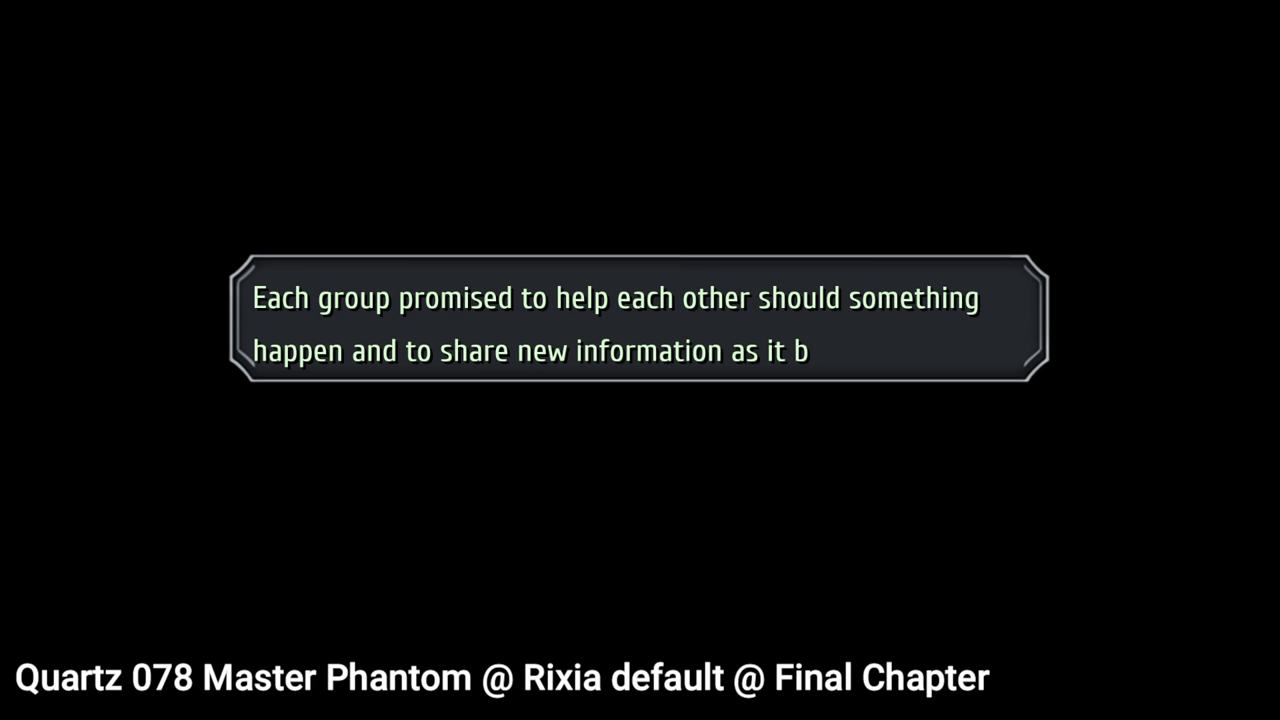 Each group promised to help each other should something
happen and to share new information as it b
Quartz 078 Master Phantom @ Rixia default @ Final Chapter